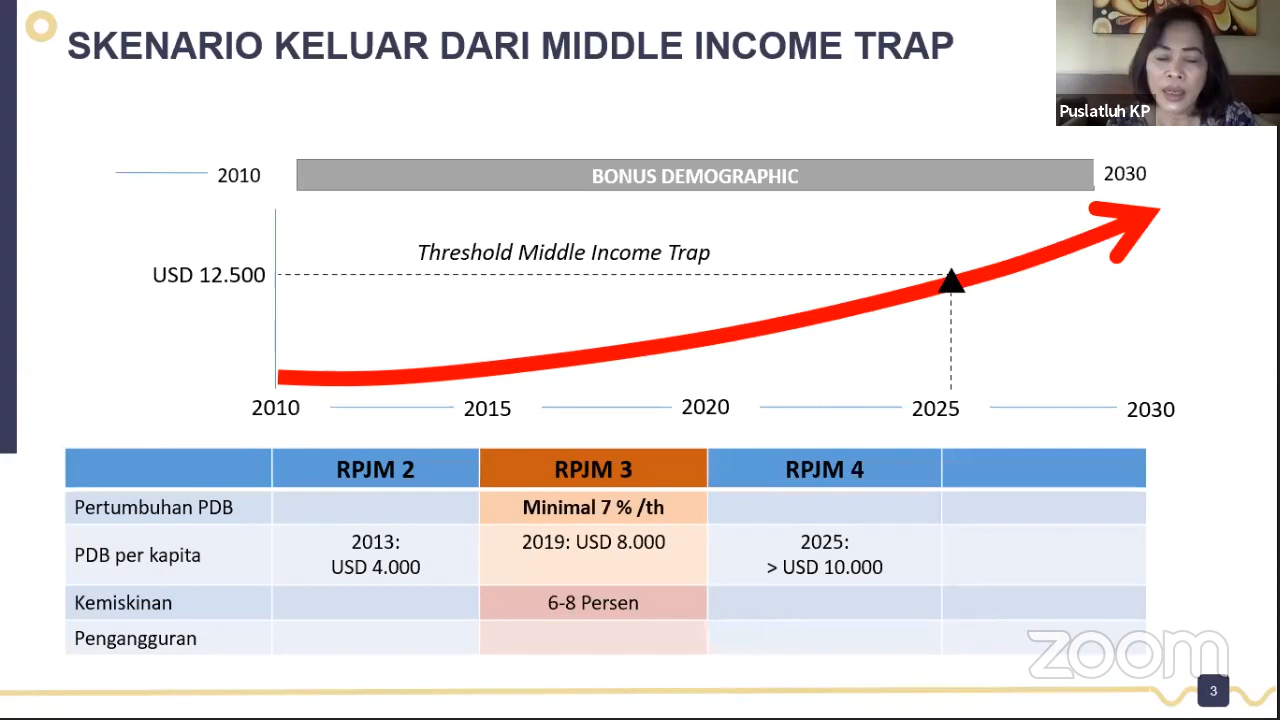 SKENARIO KELUAR DARI MIDDLE INCOME TRAP
Puslatluh KP
2010
BONUS DEMOGRAPHIC
2030
Threshold Middle Income Trap
USD 12.500
2010
2015
2020
2025
2030
RPJM 2
RPJM 3
RPJM 4
Pertumbuhan PDB
Minimal 7 % /th
PDB per kapita
2013:
USD 4.000
2019: USD 8.000
2025:
> USD 10.000
Kemiskinan
6-8 Persen
Pengangguran
zoom
3